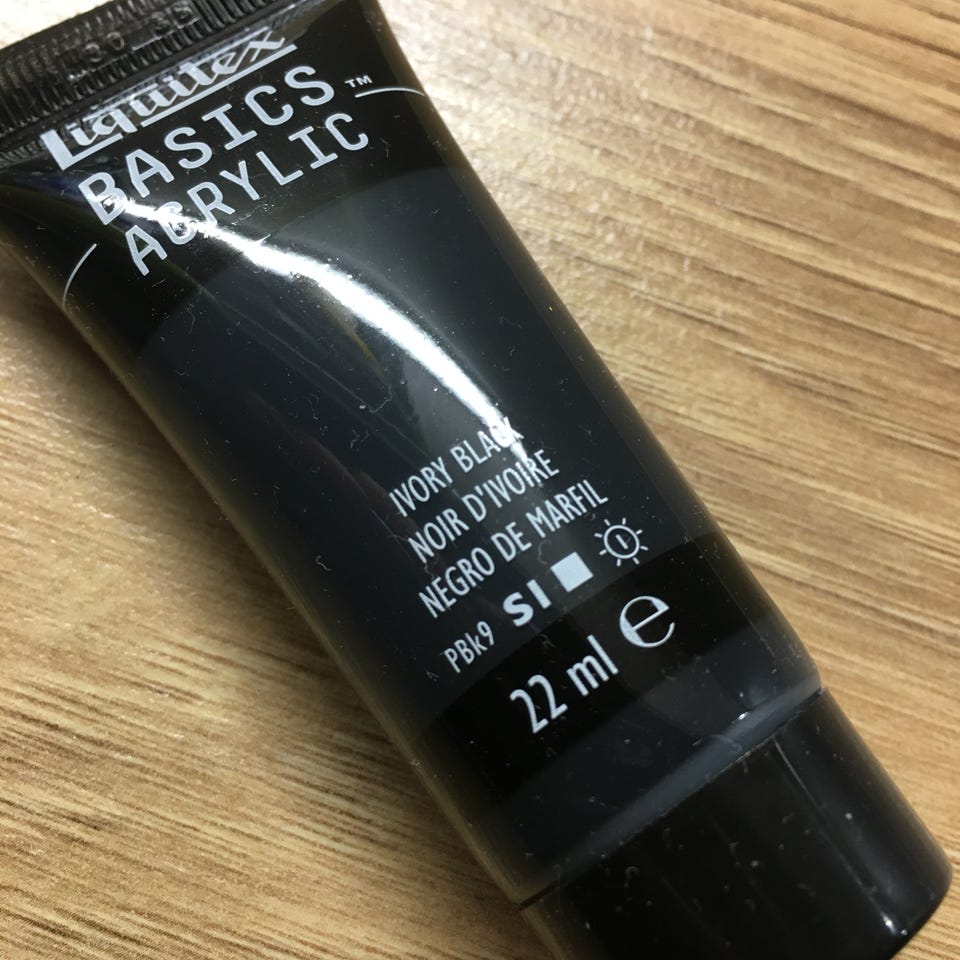 Liquitex
BASICS™
ACRYLIC
IVORY BLACK
NOIR D'IVOIRE
NEGRO DE MARFIL
PBk9 SI I
22 ml e